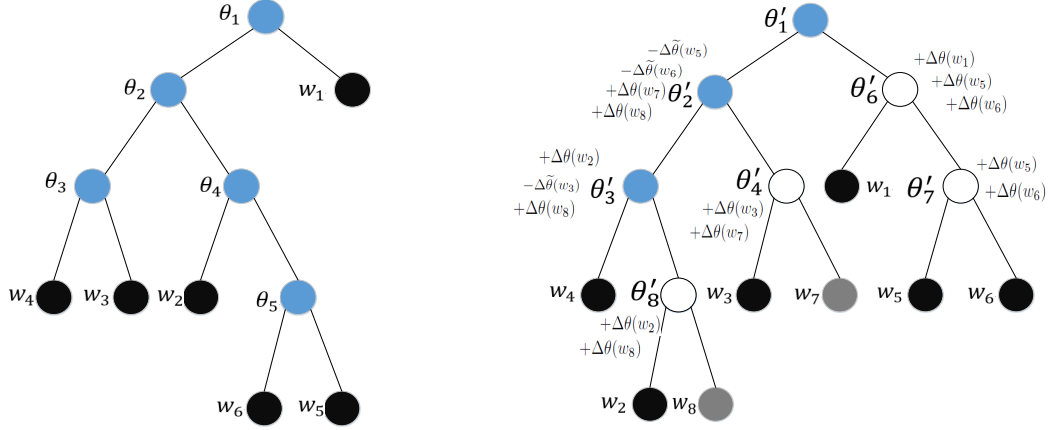 θ₁
θ₂
w₁
θ₃
θ₄
w₄
w₃
w₂
θ₅
w₆
w₅
θ′₁
−Δθ̃(w₅)
−Δθ̃(w₆)
+Δθ(w₇)
+Δθ(w₈)
θ′₂
θ′₆
+Δθ(w₁)
+Δθ(w₅)
+Δθ(w₆)
+Δθ(w₂)
−Δθ̃(w₃)
+Δθ(w₈)
θ′₃
θ′₄
+Δθ(w₃)
+Δθ(w₇)
w₁
θ′₇
+Δθ(w₅)
+Δθ(w₆)
w₄
θ′₈
+Δθ(w₂)
+Δθ(w₈)
w₃
w₇
w₅
w₆
w₂
w₈